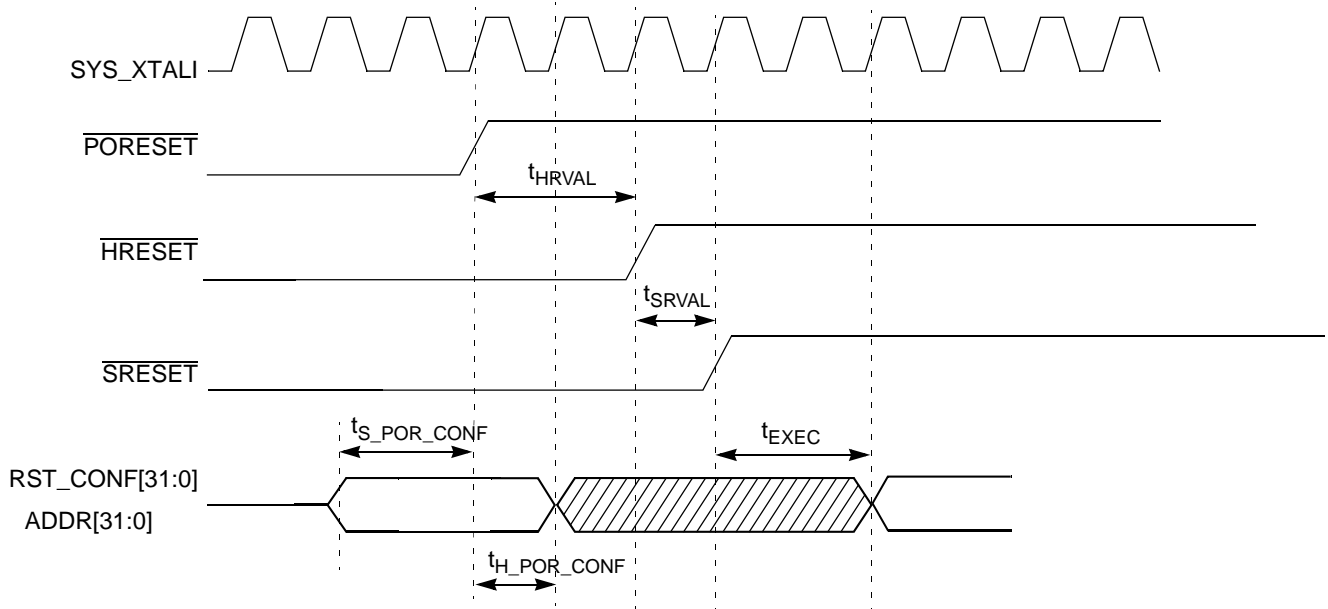 SYS_XTALI
PORESET
tHRVAL
HRESET
tSRVAL
SRESET
tS_POR_CONF
tEXEC
RST_CONF[31:0]
ADDR[31:0]
tH_POR_CONF